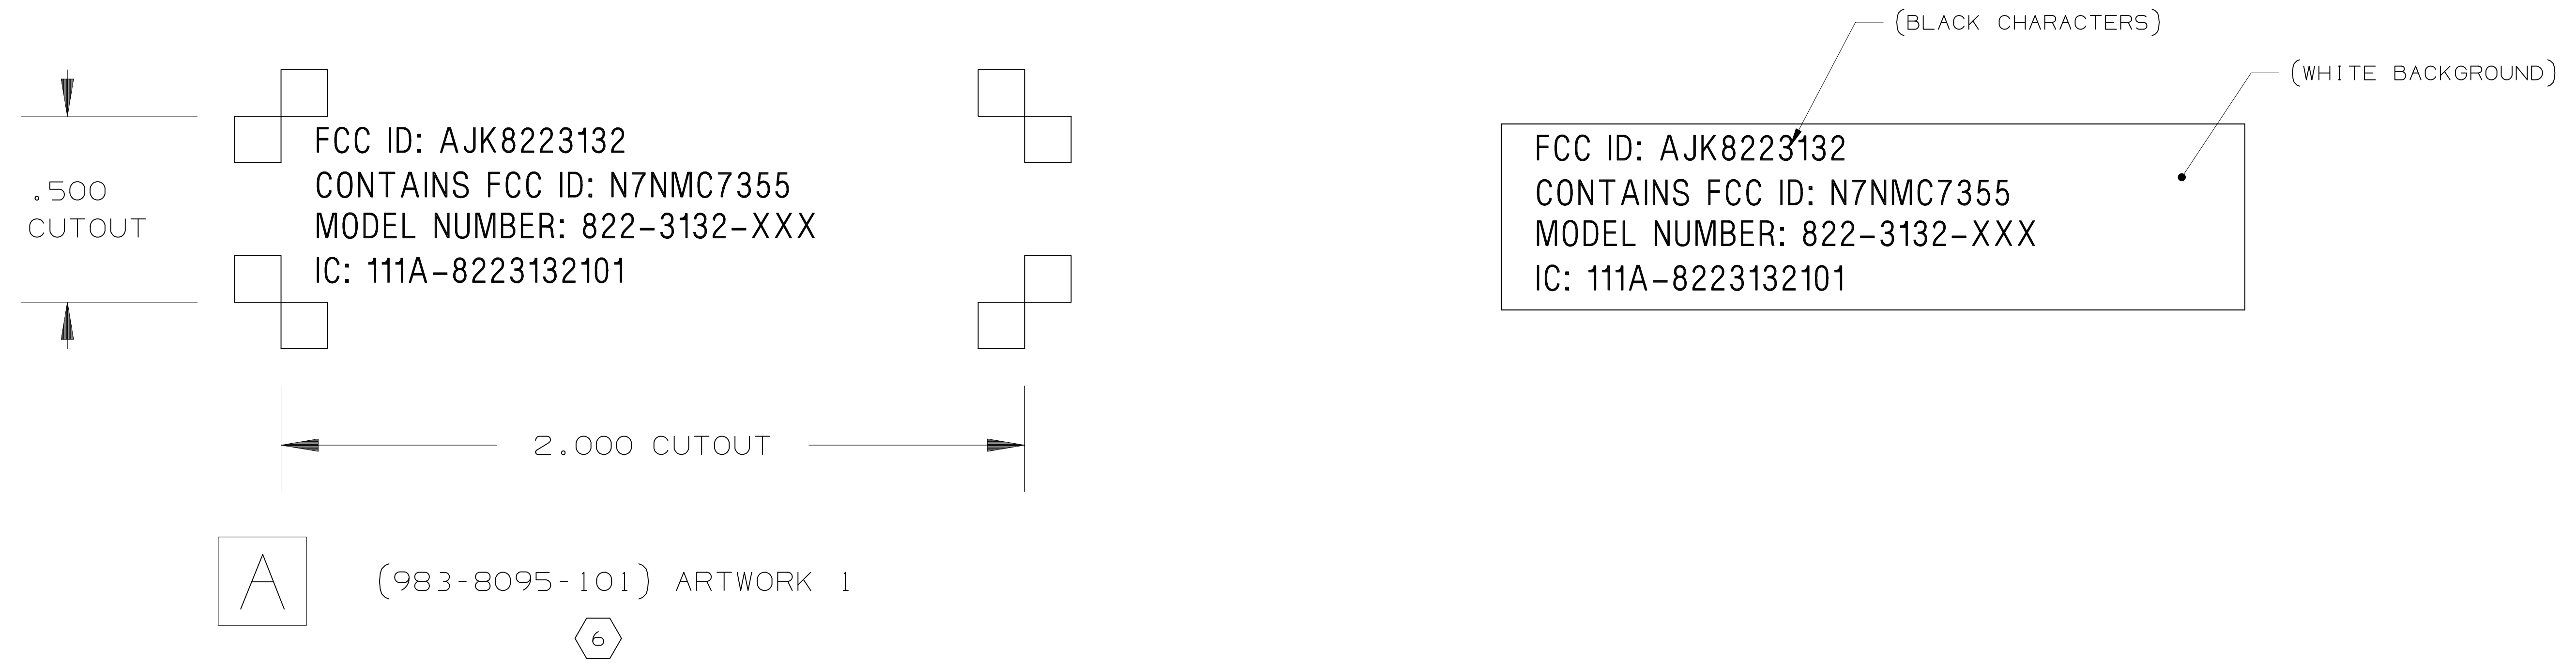 (BLACK CHARACTERS)
(WHITE BACKGROUND)
FCC ID: AJK8223132
CONTAINS FCC ID: N7NMC7355
MODEL NUMBER: 822-3132-XXX
IC: 111A-8223132101
.500
CUTOUT
2.000 CUTOUT
FCC ID: AJK8223132
CONTAINS FCC ID: N7NMC7355
MODEL NUMBER: 822-3132-XXX
IC: 111A-8223132101
A
(983-8095-101) ARTWORK 1
6